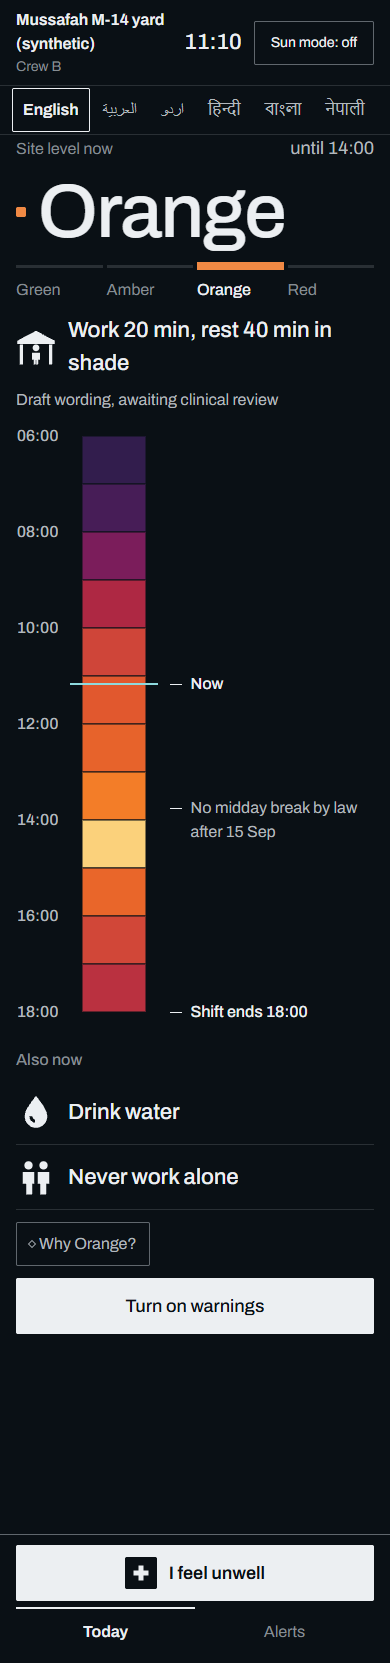 Mussafah M-14 yard
(synthetic)
Crew B
11:10
Sun mode: off
English
العربية
اردو
हिन्दी
বাংলা
नेपाली
Site level now
until 14:00
Orange
Green
Amber
Orange
Red
Work 20 min, rest 40 min in
shade
Draft wording, awaiting clinical review
06:00
08:00
10:00
Now
12:00
No midday break by law
after 15 Sep
14:00
16:00
18:00
Shift ends 18:00
Also now
Drink water
Never work alone
Why Orange?
Turn on warnings
I feel unwell
Today
Alerts